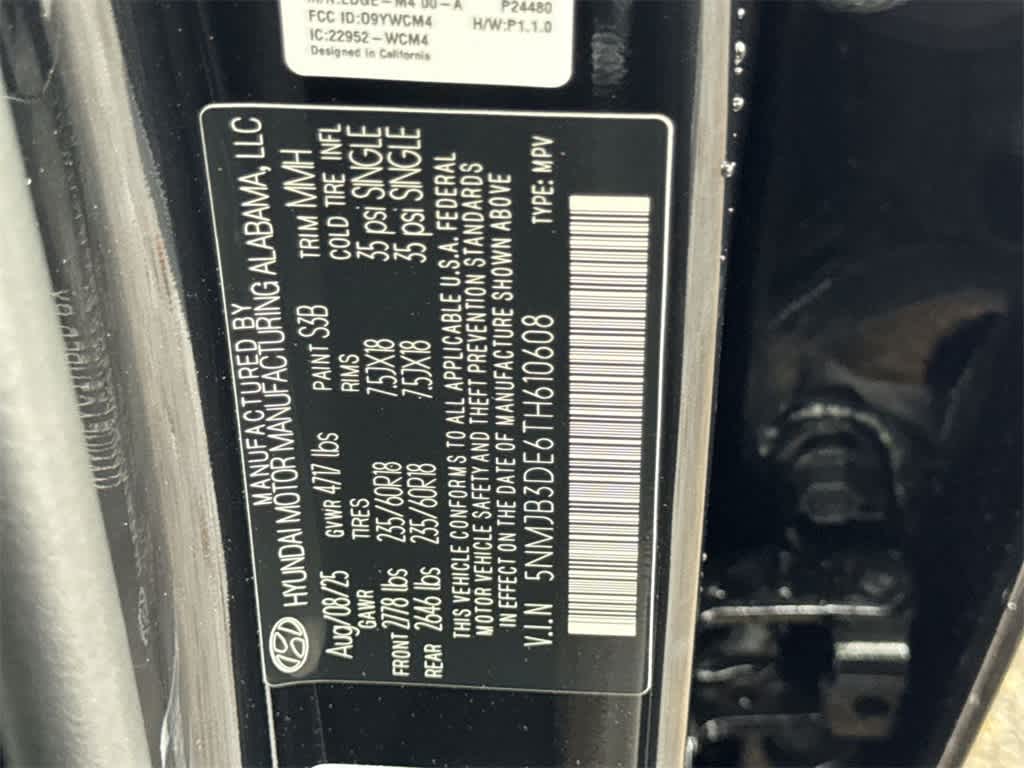 M/N:EDGE-M4 00-A P24480
FCC ID:O9YWCM4 H/W:P1.1.0
IC:22952-WCM4
Designed in California
MANUFACTURED BY
HYUNDAI MOTOR MANUFACTURING ALABAMA, LLC
Aug/08/25 GVWR 4717 lbs PAINT S3B TRIM MMH
GAWR TIRES RIMS COLD TIRE INFL
FRONT 2778 lbs 235/60R18 7.5JX18 35 psi SINGLE
REAR 2646 lbs 235/60R18 7.5JX18 35 psi SINGLE
THIS VEHICLE CONFORMS TO ALL APPLICABLE U.S.A. FEDERAL
MOTOR VEHICLE SAFETY AND THEFT PREVENTION STANDARDS
IN EFFECT ON THE DATE OF MANUFACTURE SHOWN ABOVE
V.I.N 5NMJB3DE6TH610608 TYPE: MPV